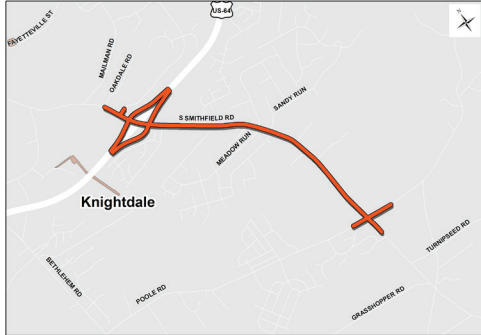 US-64
FAYETTEVILLE ST
MAILMAN RD
OAKDALE RD
SANDY RUN
S SMITHFIELD RD
MEADOW RUN
Knightdale
TURNIPSEED RD
BETHLEHEM RD
POOLE RD
GRASSHOPPER RD